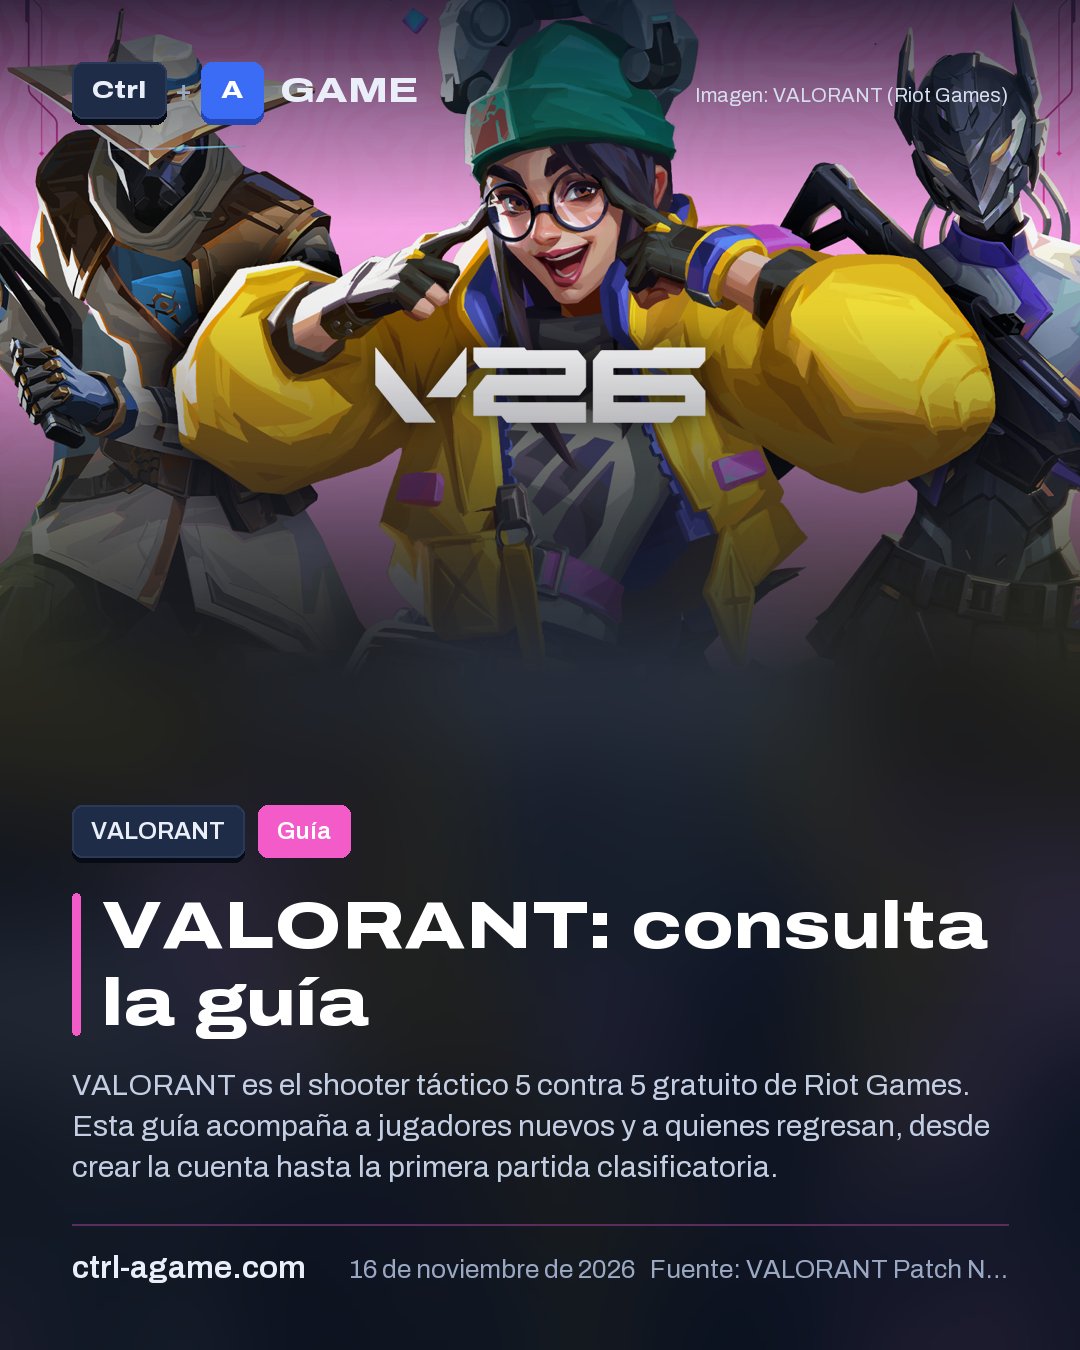 Ctrl + A GAME
Imagen: VALORANT (Riot Games)
V26
VALORANT
Guía
VALORANT: consulta
la guía
VALORANT es el shooter táctico 5 contra 5 gratuito de Riot Games.
Esta guía acompaña a jugadores nuevos y a quienes regresan, desde
crear la cuenta hasta la primera partida clasificatoria.
ctrl-agame.com
16 de noviembre de 2026
Fuente: VALORANT Patch N...